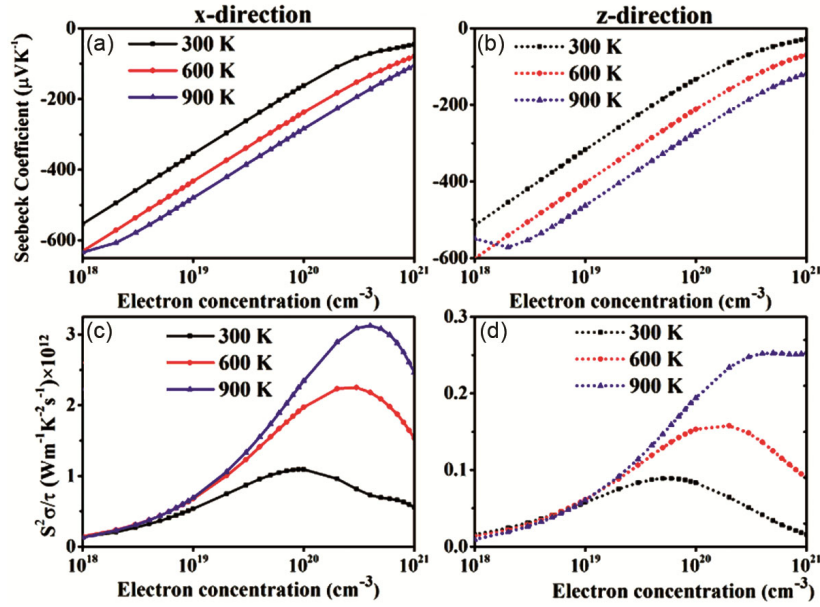 x-direction
z-direction
(a)
300 K
600 K
900 K
Seebeck Coefficient (μVK⁻¹)
0
-200
-400
-600
10¹⁸
10¹⁹
10²⁰
10²¹
Electron concentration (cm⁻³)
(b)
300 K
600 K
900 K
0
-200
-400
-600
10¹⁸
10¹⁹
10²⁰
10²¹
Electron concentration (cm⁻³)
(c)
300 K
600 K
900 K
S²σ/τ (Wm⁻¹K⁻²s⁻¹)×10¹²
3
2
1
0
10¹⁸
10¹⁹
10²⁰
10²¹
Electron concentration (cm⁻³)
(d)
300 K
600 K
900 K
0.3
0.2
0.1
0.0
10¹⁸
10¹⁹
10²⁰
10²¹
Electron concentration (cm⁻³)